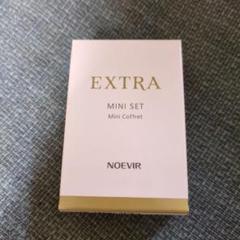 EXTRA
MINI SET
Mini Coffret
NOEVIR